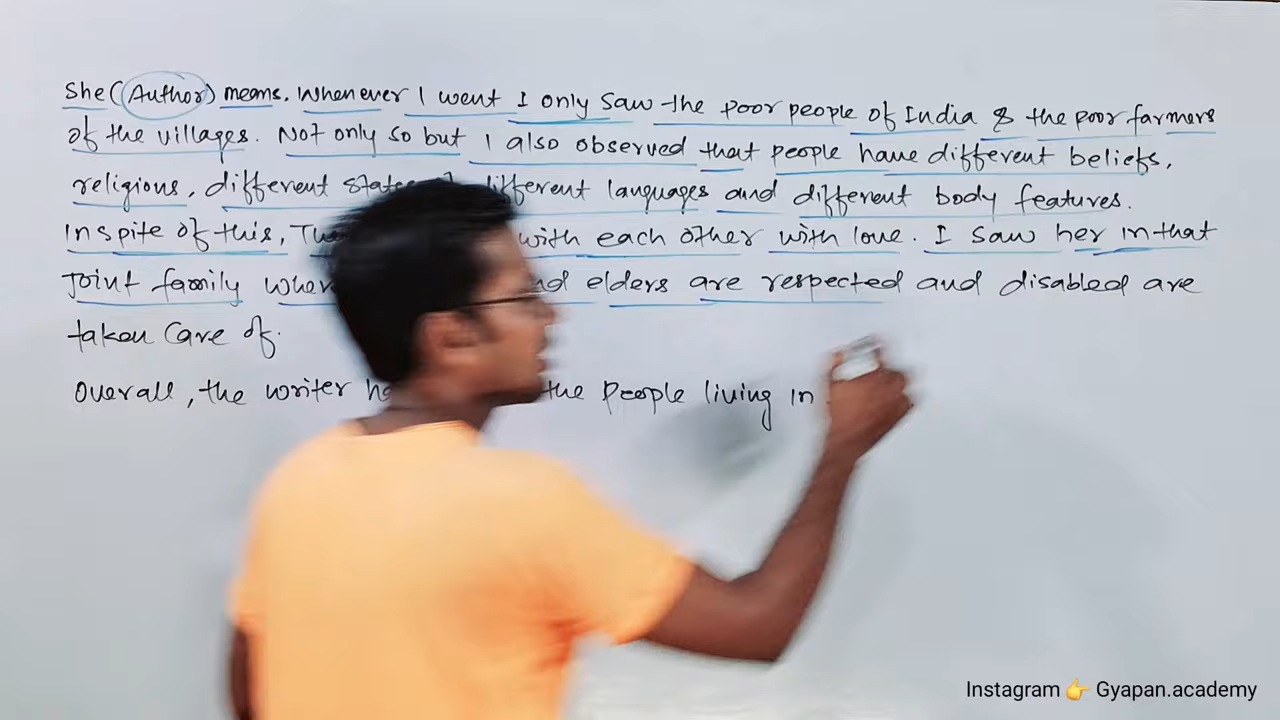 She (Author) means. Whenever I went I only saw the poor people of India & the poor farmers
of the villages. Not only so but I also observed that people have different beliefs,
religious, different different languages and different body features.
Inspite of this, with each other with love. I saw her in that
Joint family elders are respected and disabled are
taken care of.
Overall, the writer the people living in
Instagram 👉 Gyapan.academy